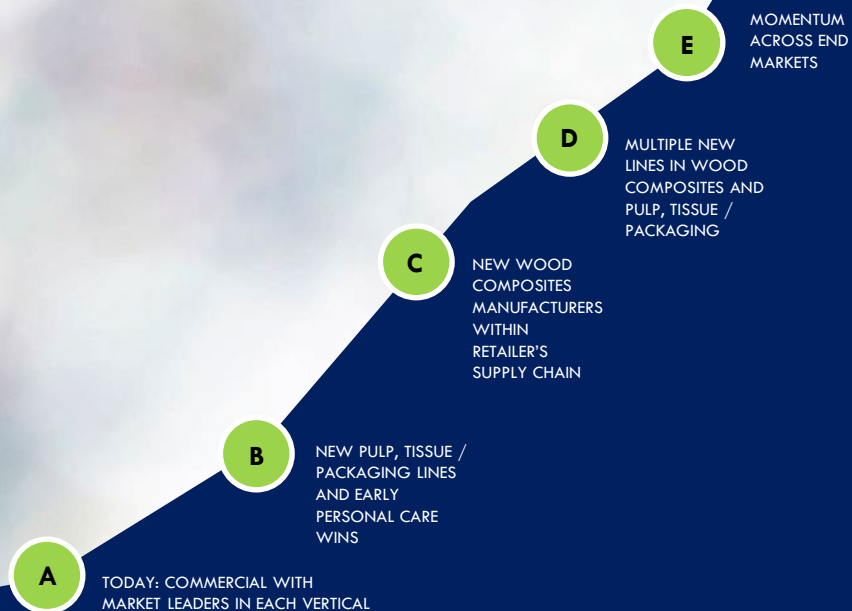 E
MOMENTUM
ACROSS END
MARKETS
D
MULTIPLE NEW
LINES IN WOOD
COMPOSITES AND
PULP, TISSUE /
PACKAGING
C
NEW WOOD
COMPOSITES
MANUFACTURERS
WITHIN
RETAILER'S
SUPPLY CHAIN
B
NEW PULP, TISSUE /
PACKAGING LINES
AND EARLY
PERSONAL CARE
WINS
A
TODAY: COMMERCIAL WITH
MARKET LEADERS IN EACH VERTICAL